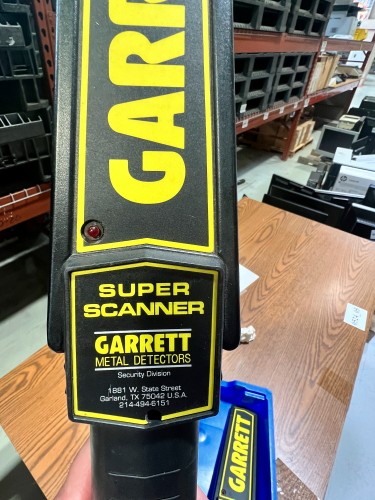 GARR
SUPER
SCANNER
GARRETT
METAL DETECTORS
Security Division
1881 W. State Street
Garland, TX 75042 U.S.A.
214-494-6151
GARRETT